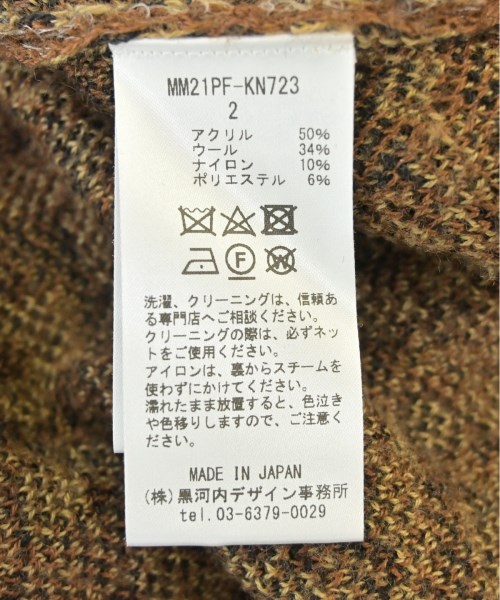 MM21PF-KN723
2
アクリル 50%
ウール 34%
ナイロン 10%
ポリエステル 6%
F W
洗濯、クリーニングは、信頼あ
る専門店へご相談ください。
クリーニングの際は、必ずネッ
トをご使用ください。
アイロンは、裏からスチームを
使わずにかけてください。
濡れたまま放置すると、色泣き
や色移りしますので、ご注意く
ださい。
MADE IN JAPAN
(株)黒河内デザイン事務所
tel.03-6379-0029